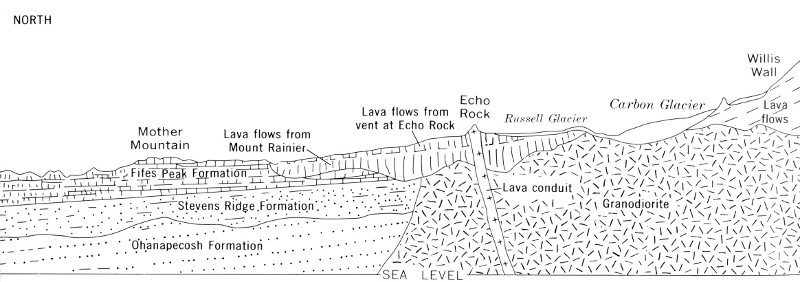 NORTH
Willis
Wall
Echo
Rock
Carbon Glacier
Lava flows from
vent at Echo Rock
Russell Glacier
Lava
flows
Mother
Mountain
Lava flows from
Mount Rainier
Fifes Peak Formation
Lava conduit
Stevens Ridge Formation
Granodiorite
Ohanapecosh Formation
SEA LEVEL